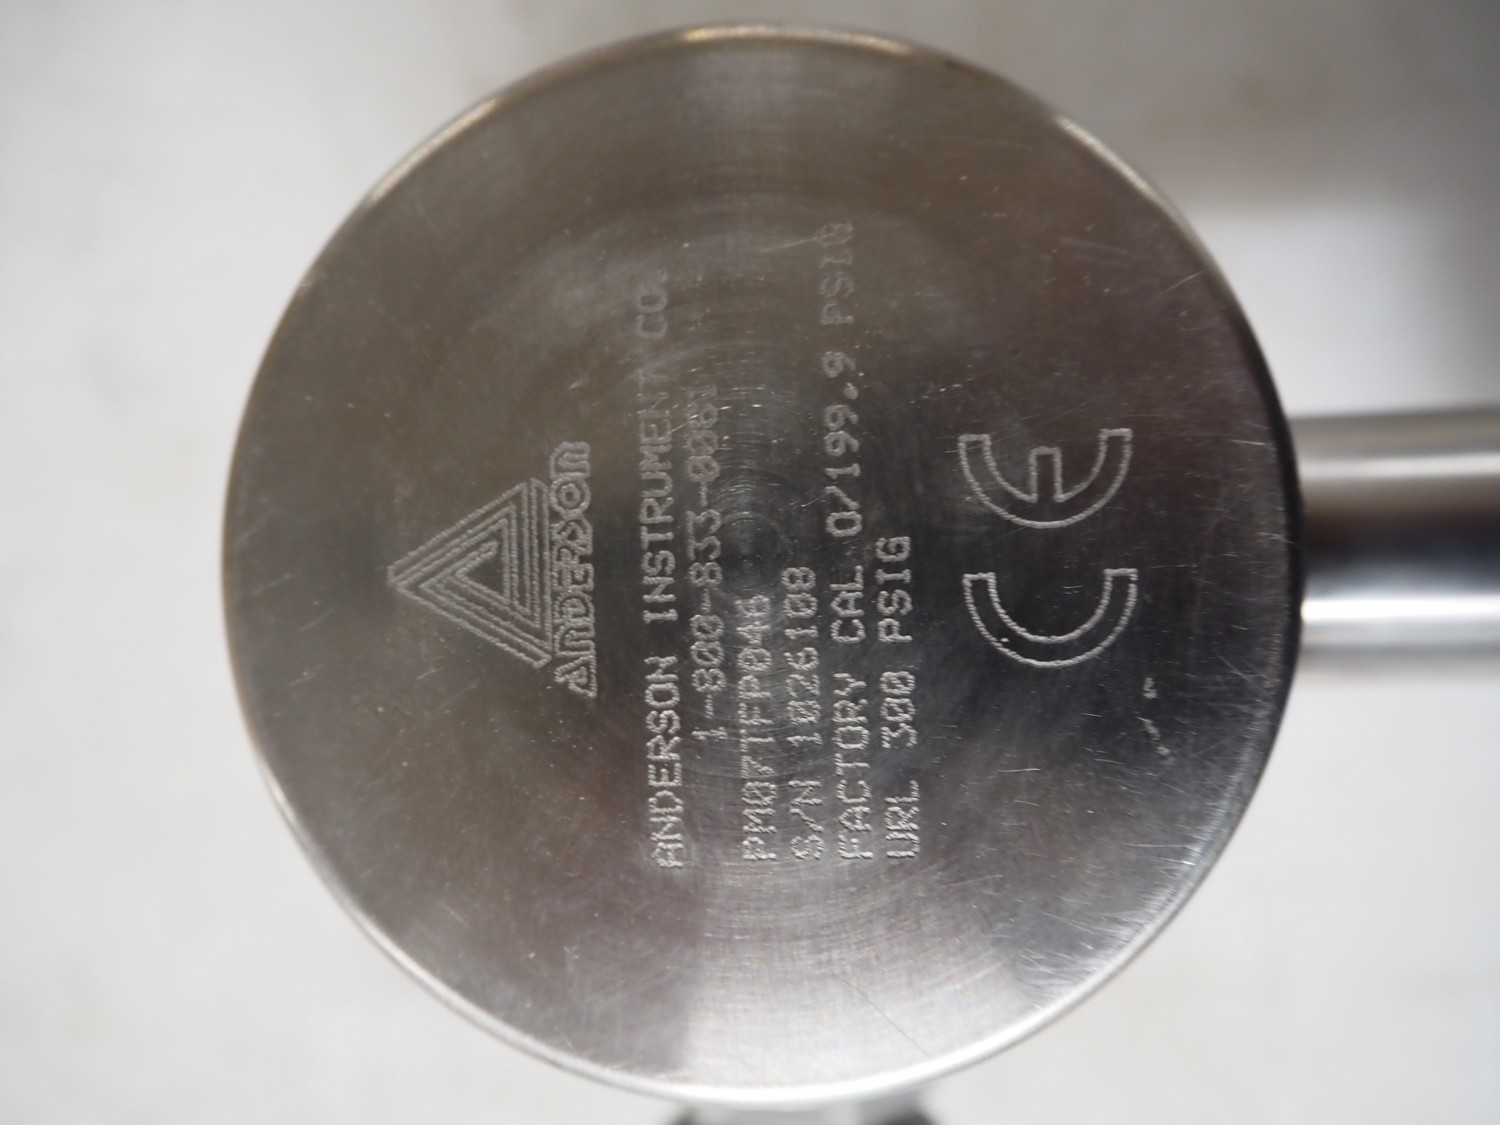 Anderson
ANDERSON INSTRUMENT CO.
1-800-833-0081
PM07TFP046
S/N 1026108
FACTORY CAL 0/199.9 PSIG
URL 300 PSIG
CE